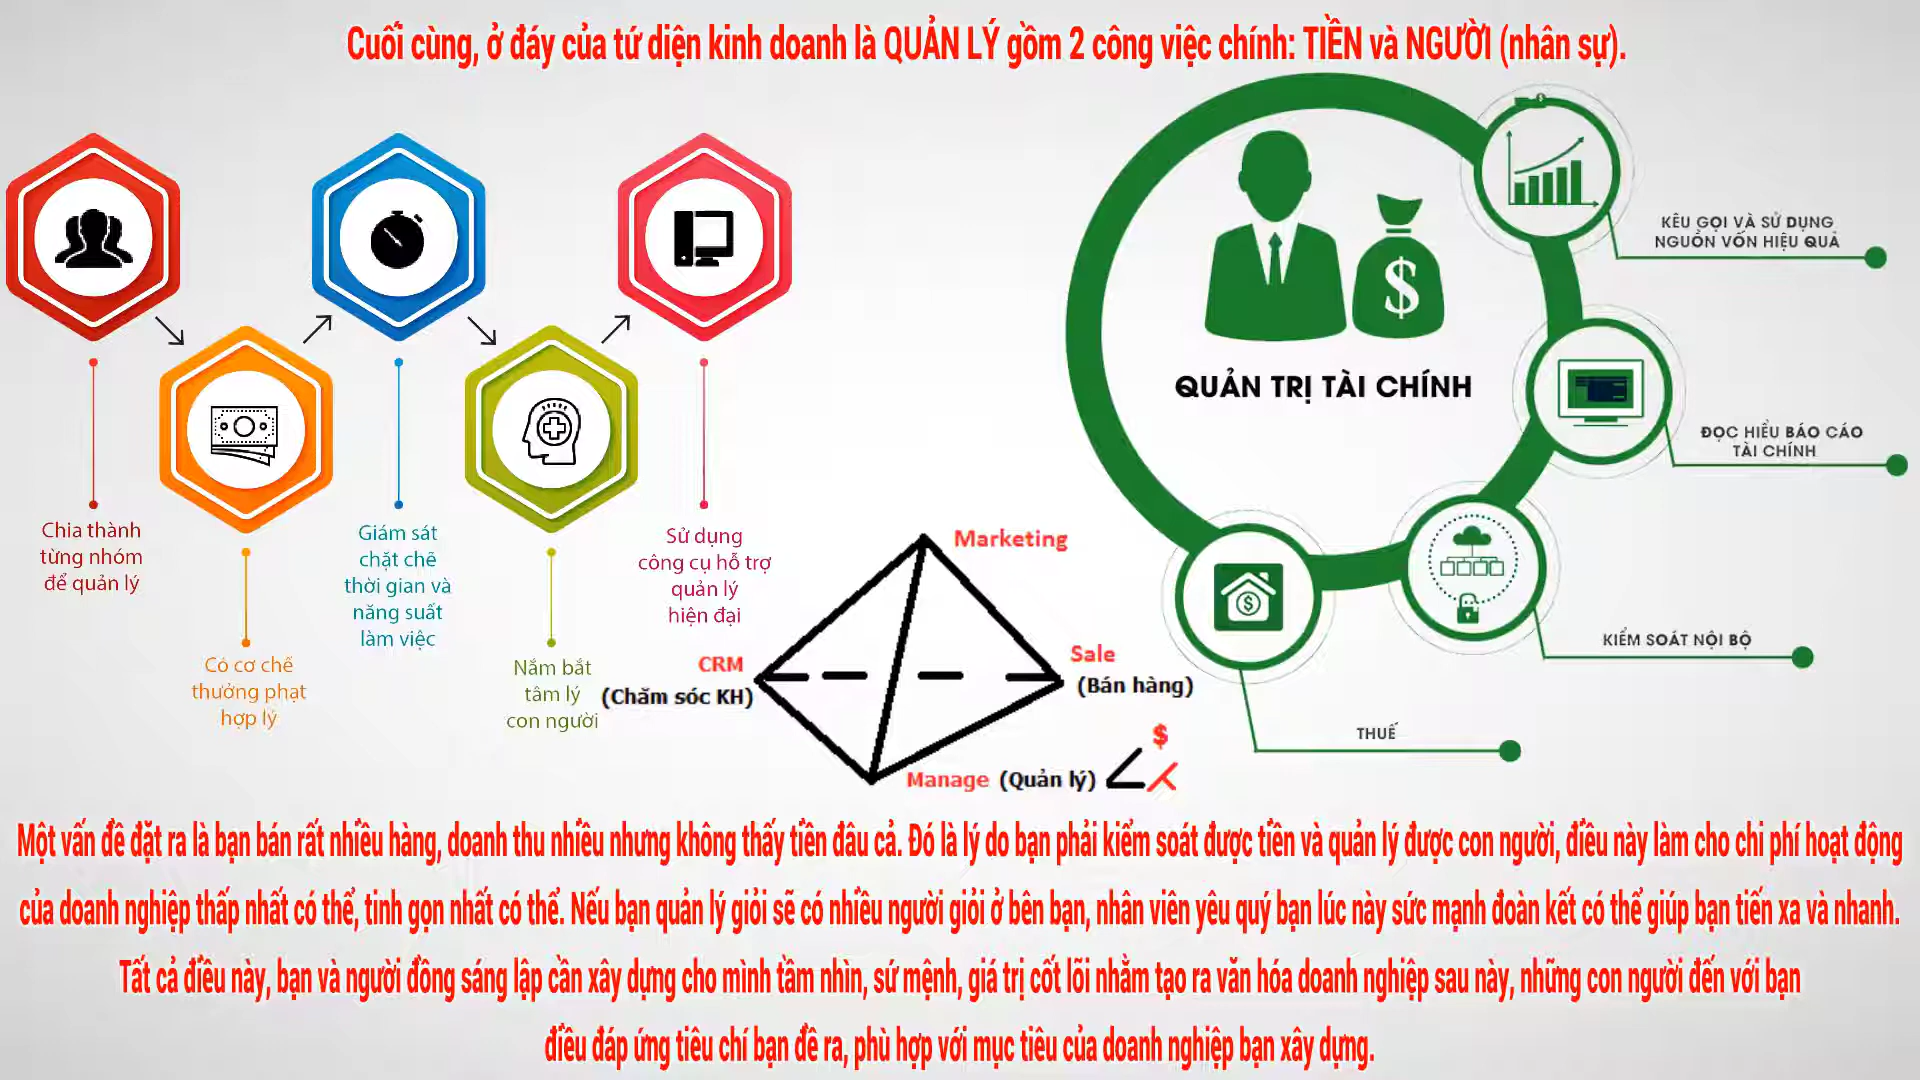 Cuối cùng, ở đáy của tứ diện kinh doanh là QUẢN LÝ gồm 2 công việc chính: TIỀN và NGƯỜI (nhân sự).
Chia thành
từng nhóm
để quản lý
Có cơ chế
thưởng phạt
hợp lý
Giám sát
chặt chẽ
thời gian và
năng suất
làm việc
Nắm bắt
tâm lý
con người
Sử dụng
công cụ hỗ trợ
quản lý
hiện đại
QUẢN TRỊ TÀI CHÍNH
$
KÊU GỌI VÀ SỬ DỤNG
NGUỒN VỐN HIỆU QUẢ
ĐỌC HIỂU BÁO CÁO
TÀI CHÍNH
KIỂM SOÁT NỘI BỘ
THUẾ
$
Marketing
CRM
(Chăm sóc KH)
Sale
(Bán hàng)
$
Manage (Quản lý)
Một vấn đề đặt ra là bạn bán rất nhiều hàng, doanh thu nhiều nhưng không thấy tiền đâu cả. Đó là lý do bạn phải kiểm soát được tiền và quản lý được con người, điều này làm cho chi phí hoạt động
của doanh nghiệp thấp nhất có thể, tinh gọn nhất có thể. Nếu bạn quản lý giỏi sẽ có nhiều người giỏi ở bên bạn, nhân viên yêu quý bạn lúc này sức mạnh đoàn kết có thể giúp bạn tiến xa và nhanh.
Tất cả điều này, bạn và người đồng sáng lập cần xây dựng cho mình tầm nhìn, sứ mệnh, giá trị cốt lõi nhằm tạo ra văn hóa doanh nghiệp sau này, những con người đến với bạn
điều đáp ứng tiêu chí bạn đề ra, phù hợp với mục tiêu của doanh nghiệp bạn xây dựng.